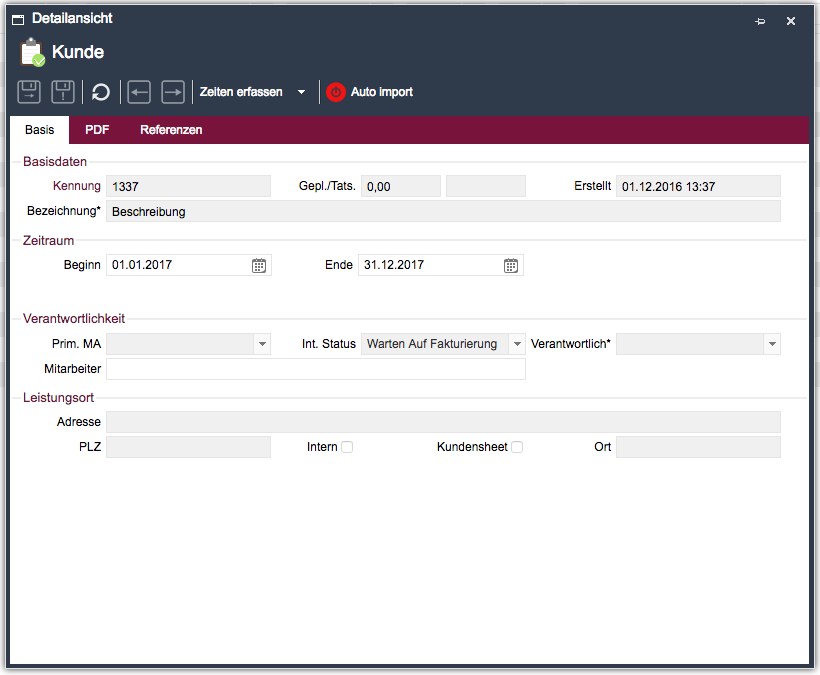 Detailansicht
Kunde
Zeiten erfassen Auto import
Basis PDF Referenzen
Basisdaten
Kennung 1337 Gepl./Tats. 0,00 Erstellt 01.12.2016 13:37
Bezeichnung* Beschreibung
Zeitraum
Beginn 01.01.2017 Ende 31.12.2017
Verantwortlichkeit
Prim. MA Int. Status Warten Auf Fakturierung Verantwortlich*
Mitarbeiter
Leistungsort
Adresse
PLZ Intern Kundensheet Ort